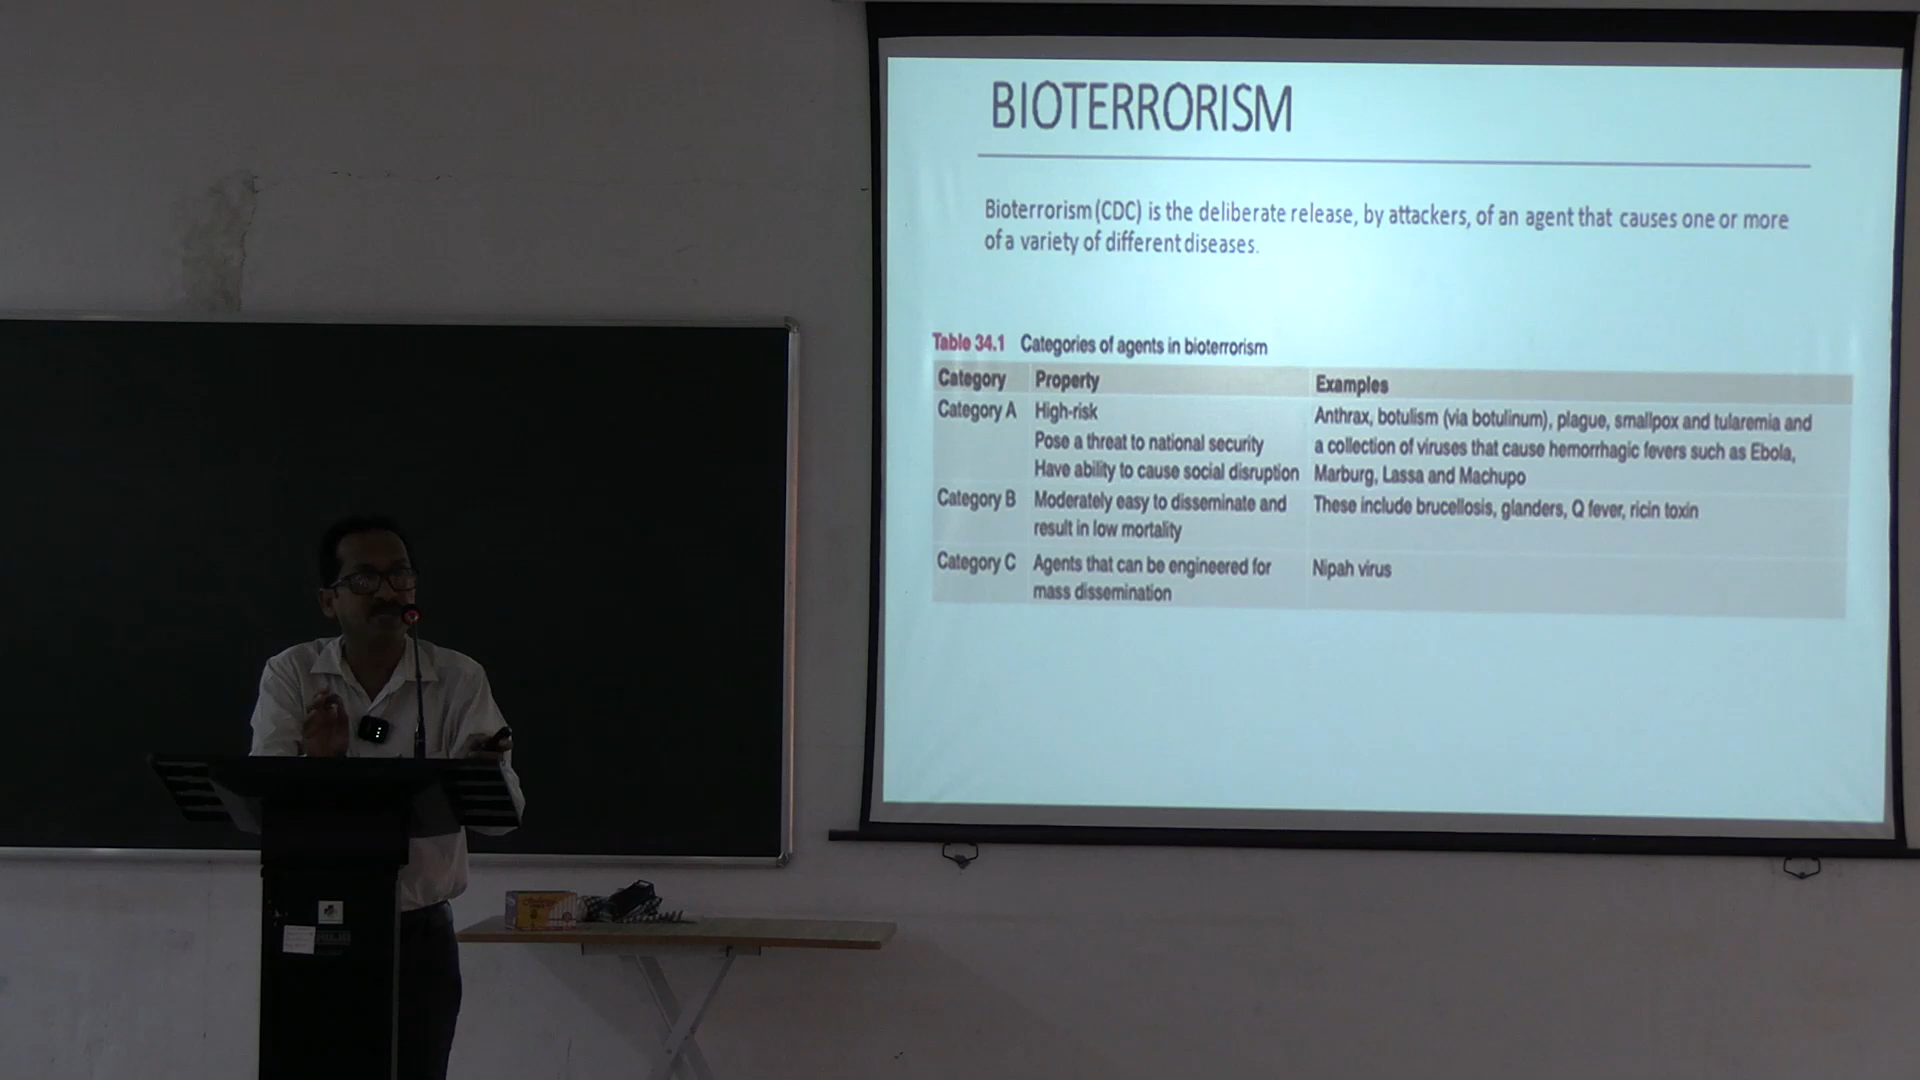 BIOTERRORISM
Bioterrorism (CDC) is the deliberate release, by attackers, of an agent that causes one or more
of a variety of different diseases.
Table 34.1 Categories of agents in bioterrorism
Category Property Examples
Category A High-risk Anthrax, botulism (via botulinum), plague, smallpox and tularemia and
Pose a threat to national security a collection of viruses that cause hemorrhagic fevers such as Ebola,
Have ability to cause social disruption Marburg, Lassa and Machupo
Category B Moderately easy to disseminate and These include brucellosis, glanders, Q fever, ricin toxin
result in low mortality
Category C Agents that can be engineered for Nipah virus
mass dissemination